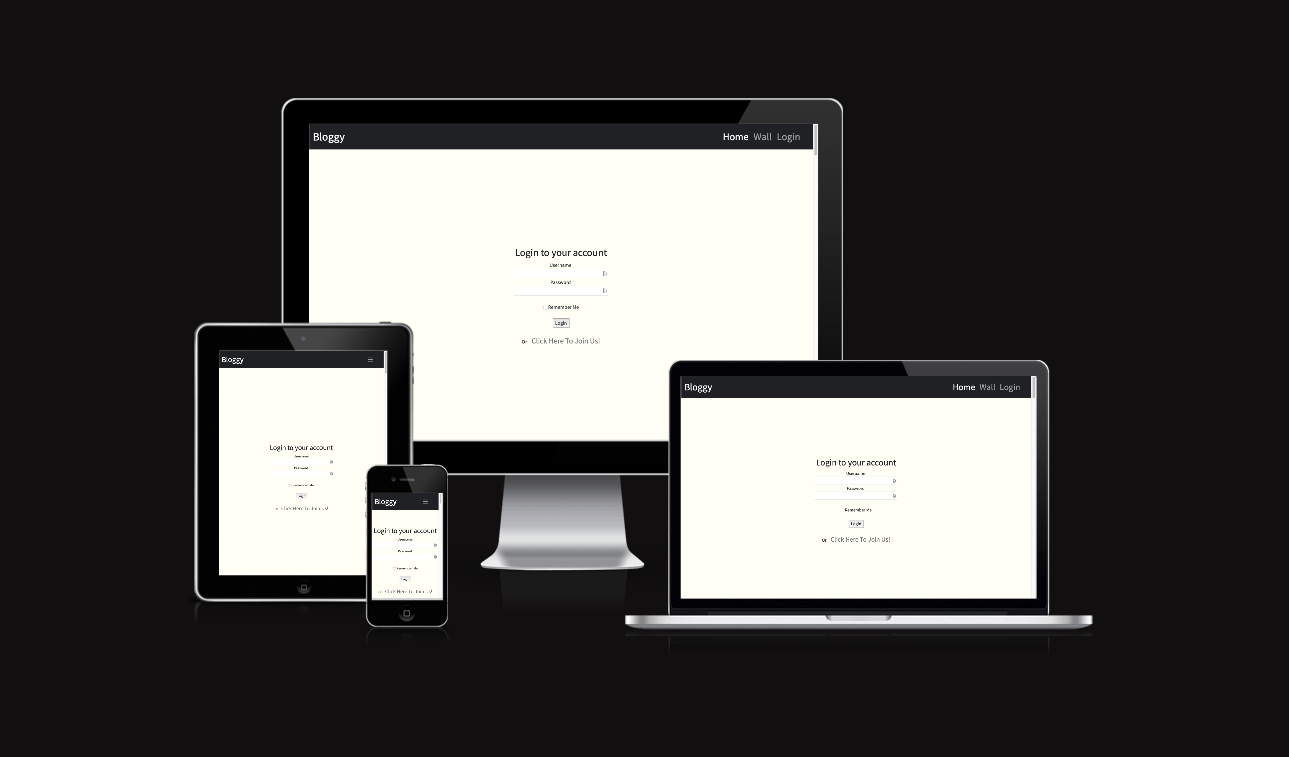 Bloggy
Home Wall Login
Login to your account
Username
Password
Remember Me
Login
or Click Here To Join Us!
Bloggy
Login to your account
Username
Password
Remember Me
Login
or Click Here To Join Us!
Bloggy
Login to your account
Username
Password
Remember Me
Login
or Click Here To Join Us!
Bloggy
Home Wall Login
Login to your account
Username
Password
Remember Me
Login
or Click Here To Join Us!